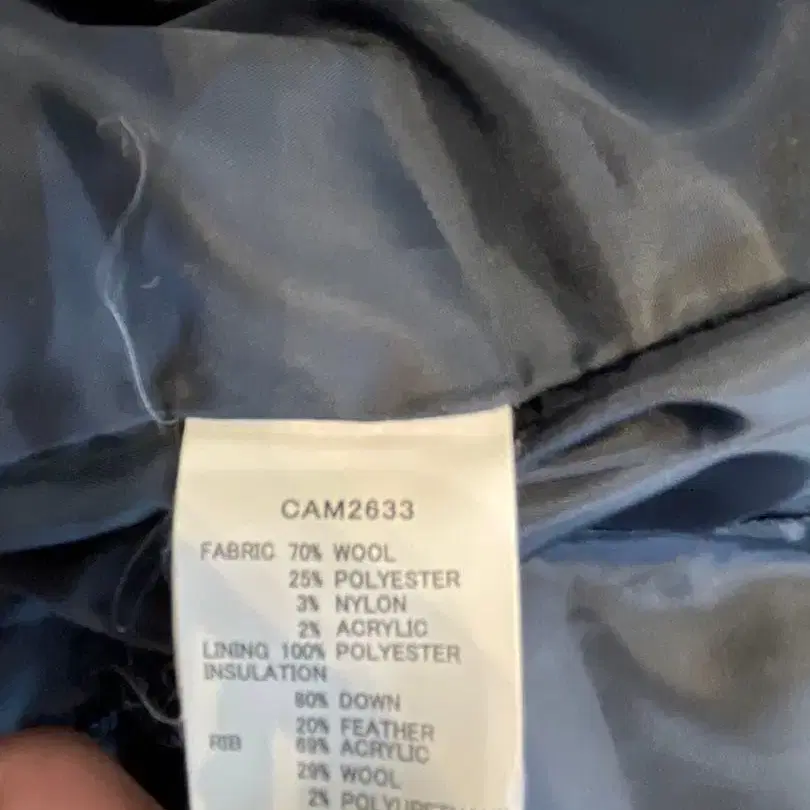 CAM2633
FABRIC 70% WOOL
25% POLYESTER
3% NYLON
2% ACRYLIC
LINING 100% POLYESTER
INSULATION
80% DOWN
20% FEATHER
RIB 69% ACRYLIC
29% WOOL
2%